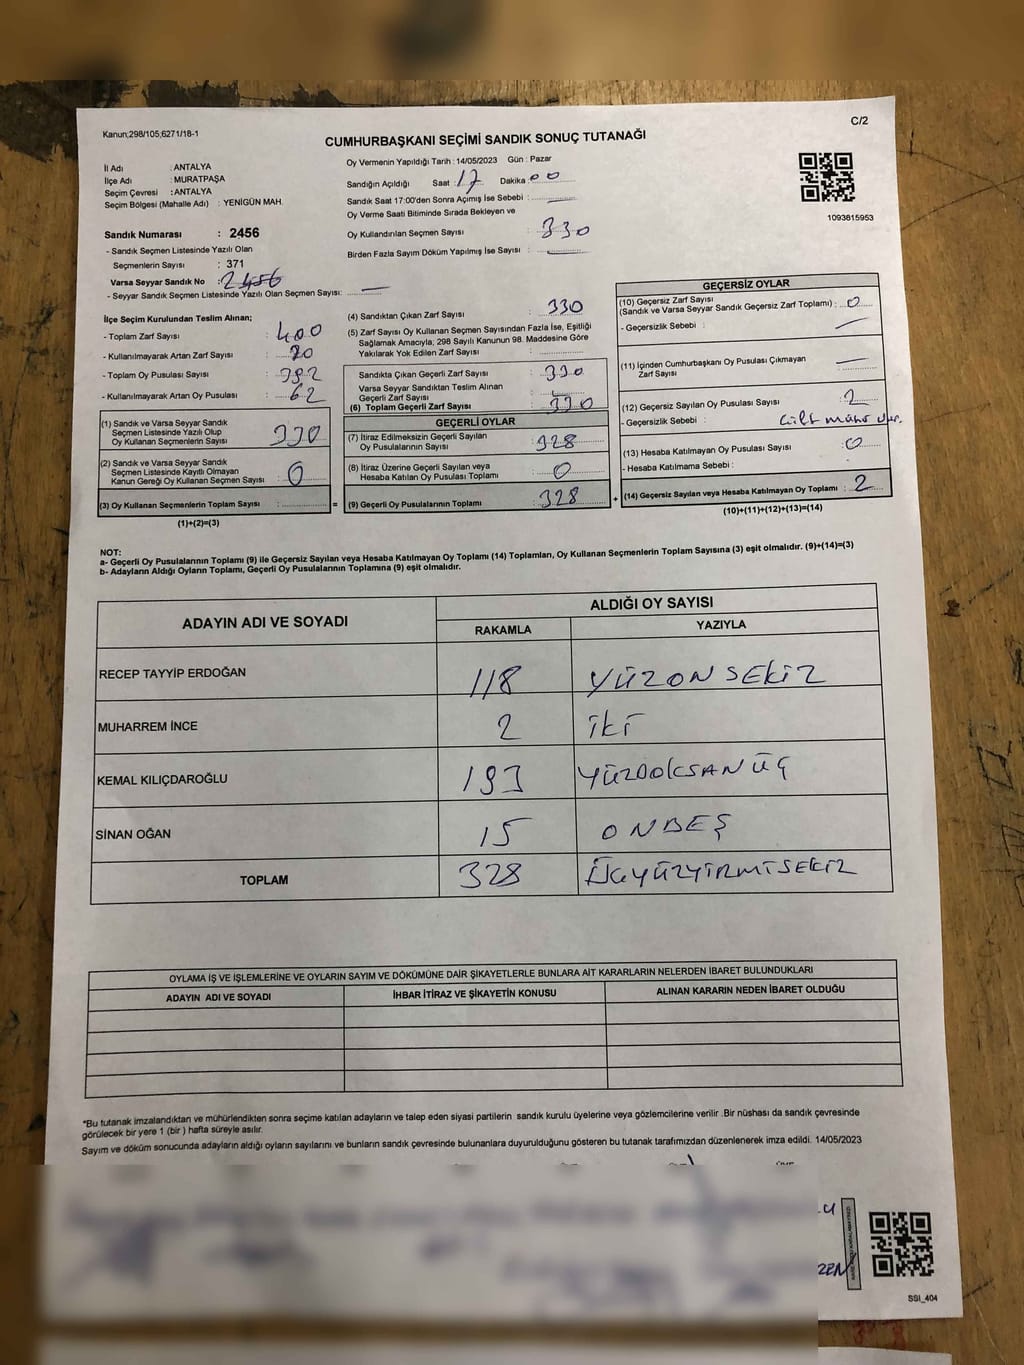 Kanun;298/105;6271/18-1
C/2
CUMHURBAŞKANI SEÇİMİ SANDIK SONUÇ TUTANAĞI
İl Adı : ANTALYA
İlçe Adı : MURATPAŞA
Seçim Çevresi : ANTALYA
Seçim Bölgesi (Mahalle Adı) : YENİGÜN MAH.
Sandık Numarası : 2456
- Sandık Seçmen Listesinde Yazılı Olan
Seçmenlerin Sayısı : 371
Varsa Seyyar Sandık No : 2456
- Seyyar Sandık Seçmen Listesinde Yazılı Olan Seçmen Sayısı: —
Oy Vermenin Yapıldığı Tarih : 14/05/2023 Gün : Pazar
Sandığın Açıldığı Saat : 17 Dakika : 00
Sandık Saat 17:00'den Sonra Açımış İse Sebebi : —
Oy Verme Saati Bitiminde Sırada Bekleyen ve
Oy Kullandırılan Seçmen Sayısı : 330
Birden Fazla Sayım Döküm Yapılmış İse Sayısı : —
1093815953
İlçe Seçim Kurulundan Teslim Alınan;
- Toplam Zarf Sayısı : 400
- Kullanılmayarak Artan Zarf Sayısı : 70
- Toplam Oy Pusulası Sayısı : 392
- Kullanılmayarak Artan Oy Pusulası : 62
(1) Sandık ve Varsa Seyyar Sandık
Seçmen Listesinde Yazılı Olup
Oy Kullanan Seçmenlerin Sayısı : 330
(2) Sandık ve Varsa Seyyar Sandık
Seçmen Listesinde Kayıtlı Olmayan
Kanun Gereği Oy Kullanan Seçmen Sayısı : 0
(3) Oy Kullanan Seçmenlerin Toplam Sayısı :
(1)+(2)=(3)
(4) Sandıktan Çıkan Zarf Sayısı : 330
(5) Zarf Sayısı Oy Kullanan Seçmen Sayısından Fazla İse, Eşitliği
Sağlamak Amacıyla; 298 Sayılı Kanunun 98. Maddesine Göre
Yakılarak Yok Edilen Zarf Sayısı :
Sandıkta Çıkan Geçerli Zarf Sayısı : 330
Varsa Seyyar Sandıktan Teslim Alınan
Geçerli Zarf Sayısı :
(6) Toplam Geçerli Zarf Sayısı : 330
GEÇERLİ OYLAR
(7) İtiraz Edilmeksizin Geçerli Sayılan
Oy Pusulalarının Sayısı : 328
(8) İtiraz Üzerine Geçerli Sayılan veya
Hesaba Katılan Oy Pusulası Toplamı : 0
= (9) Geçerli Oy Pusulalarının Toplamı : 328
GEÇERSİZ OYLAR
(10) Geçersiz Zarf Sayısı
(Sandık ve Varsa Seyyar Sandık Geçersiz Zarf Toplamı) : 0
- Geçersizlik Sebebi : —
(11) İçinden Cumhurbaşkanı Oy Pusulası Çıkmayan
Zarf Sayısı : —
(12) Geçersiz Sayılan Oy Pusulası Sayısı : 2
- Geçersizlik Sebebi :
(13) Hesaba Katılmayan Oy Pusulası Sayısı : 0
- Hesaba Katılmama Sebebi :
+ (14) Geçersiz Sayılan veya Hesaba Katılmayan Oy Toplamı : 2
(10)+(11)+(12)+(13)=(14)
NOT:
a- Geçerli Oy Pusulalarının Toplamı (9) ile Geçersiz Sayılan veya Hesaba Katılmayan Oy Toplamı (14) Toplamları, Oy Kullanan Seçmenlerin Toplam Sayısına (3) eşit olmalıdır. (9)+(14)=(3)
b- Adayların Aldığı Oyların Toplamı, Geçerli Oy Pusulalarının Toplamına (9) eşit olmalıdır.
ADAYIN ADI VE SOYADI ALDIĞI OY SAYISI
RAKAMLA YAZIYLA
RECEP TAYYİP ERDOĞAN 118 YÜZONSEKİZ
MUHARREM İNCE 2 İKİ
KEMAL KILIÇDAROĞLU 193 YÜZDOKSANÜÇ
SİNAN OĞAN 15 ONBEŞ
TOPLAM 328 ÜÇYÜZYİRMİSEKİZ
OYLAMA İŞ VE İŞLEMLERİNE VE OYLARIN SAYIM VE DÖKÜMÜNE DAİR ŞİKAYETLERLE BUNLARA AİT KARARLARIN NELERDEN İBARET BULUNDUKLARI
ADAYIN ADI VE SOYADI İHBAR İTİRAZ VE ŞİKAYETİN KONUSU ALINAN KARARIN NEDEN İBARET OLDUĞU
*Bu tutanak imzalandıktan ve mühürlendikten sonra seçime katılan adayların ve talep eden siyasi partilerin sandık kurulu üyelerine veya gözlemcilerine verilir .Bir nüshası da sandık çevresinde
görülecek bir yere 1 (bir ) hafta süreyle asılır.
Sayım ve döküm sonucunda adayların aldığı oyların sayılarını ve bunların sandık çevresinde bulunanlara duyurulduğunu gösteren bu tutanak tarafımızdan düzenlenerek imza edildi. 14/05/2023
SSİ_404